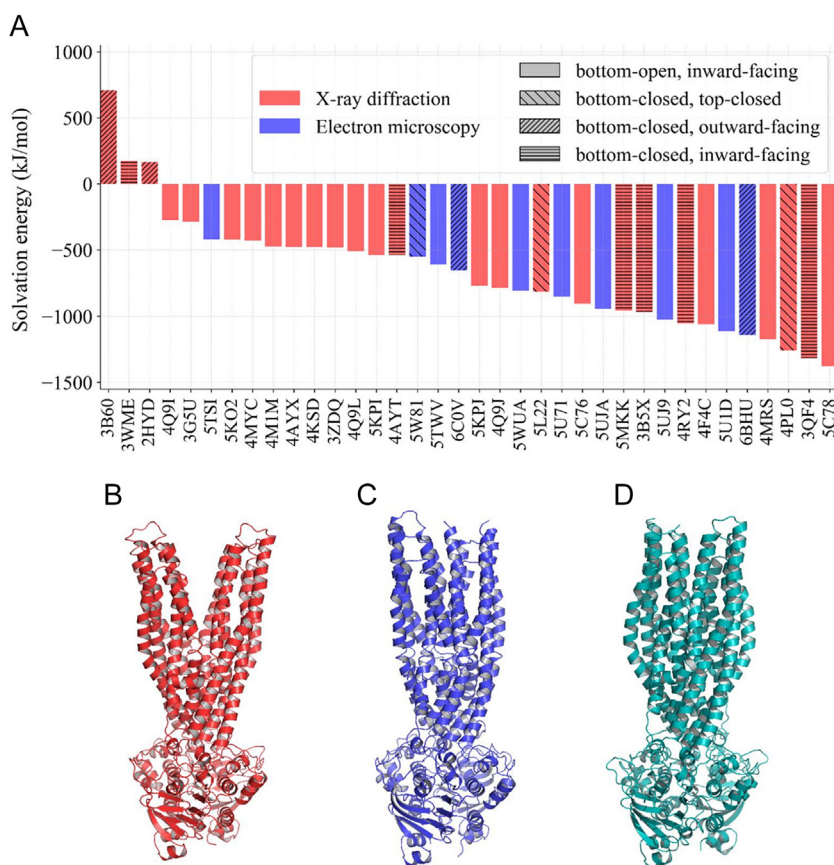 A
Solvation energy (kJ/mol)
1000
500
0
−500
−1000
−1500
X-ray diffraction
Electron microscopy
bottom-open, inward-facing
bottom-closed, top-closed
bottom-closed, outward-facing
bottom-closed, inward-facing
3B60
3WME
2HYD
4Q9I
3G5U
5TSI
5KO2
4MYC
4M1M
4AYX
4KSD
3ZDQ
4Q9L
5KPI
4AYT
5W81
5TWV
6C0V
5KPJ
4Q9J
5WUA
5L22
5U71
5C76
5UJA
5MKK
3B5X
5UJ9
4RY2
4F4C
5U1D
6BHU
4MRS
4PL0
3QF4
5C78
B
C
D